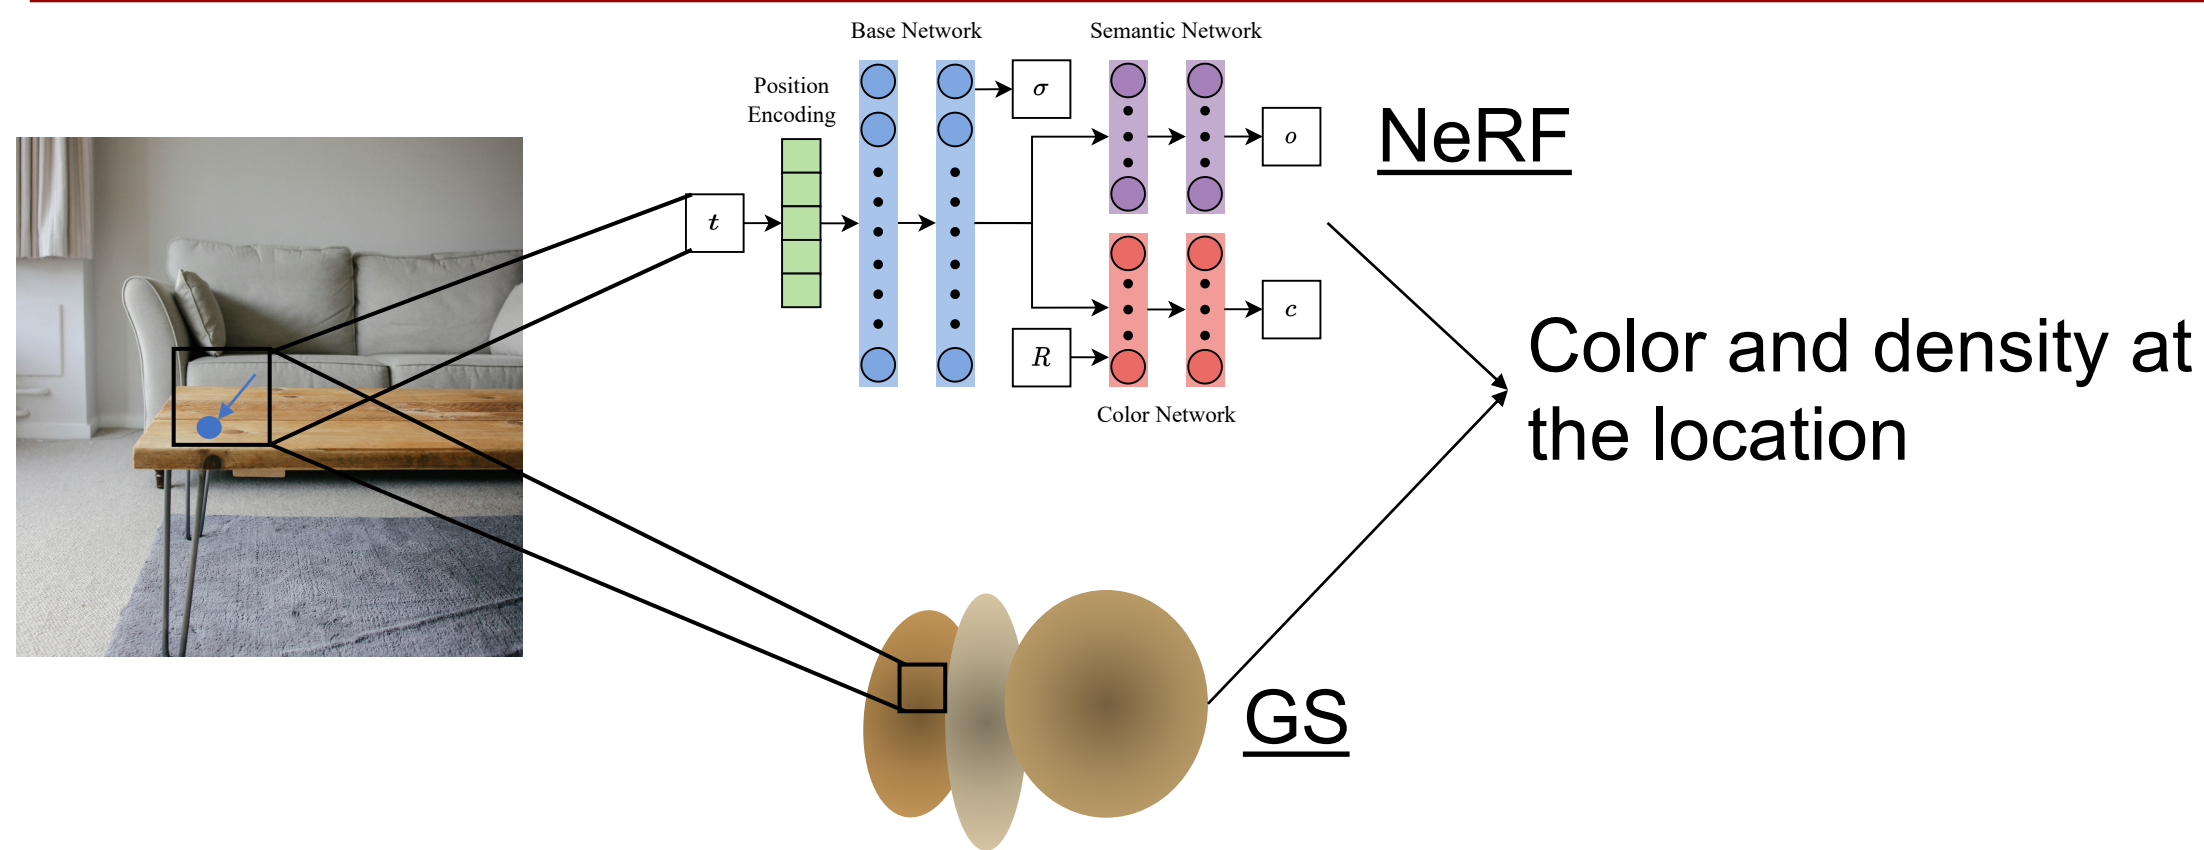 Base Network
Semantic Network
Position
Encoding
σ
NeRF
o
t
c
R
Color Network
Color and density at
the location
GS